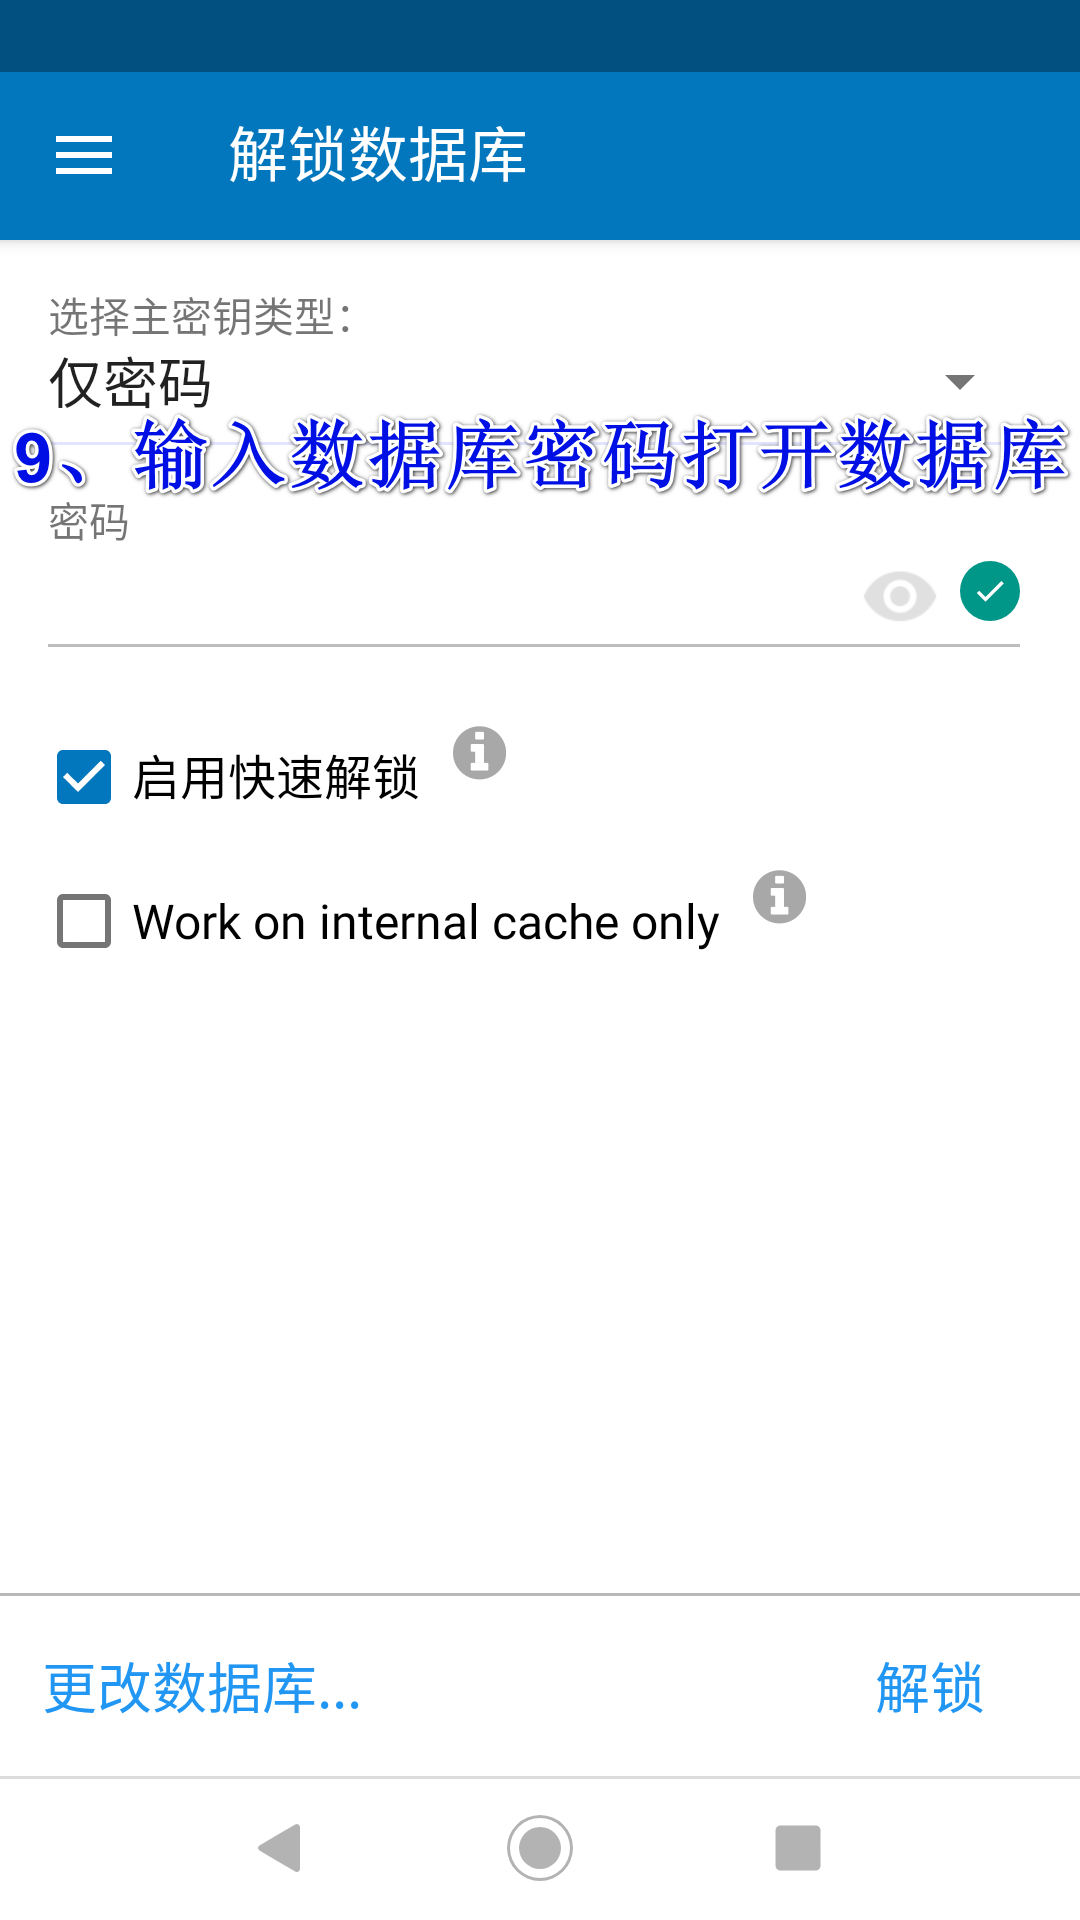 解锁数据库
选择主密钥类型：
仅密码
9、输入数据库密码打开数据库
密码
启用快速解锁
Work on internal cache only
更改数据库...
解锁